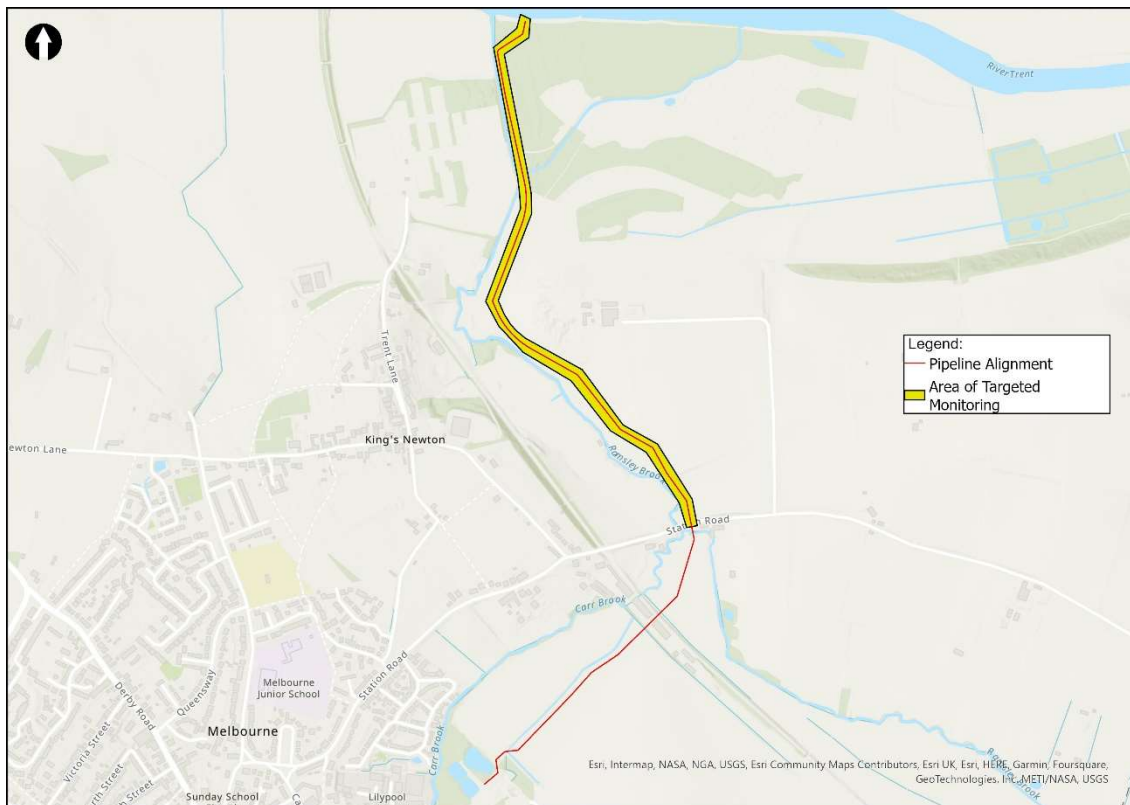 River Trent
Legend:
Pipeline Alignment
Area of Targeted
Monitoring
Trent Lane
King's Newton
ewton Lane
Ramsley Brook
Station Road
Carr Brook
Station Road
Melbourne
Junior School
Queensway
Derby Road
Melbourne
Victoria Street
Carr Brook
Esri, Intermap, NASA, NGA, USGS, Esri Community Maps Contributors, Esri UK, Esri, HERE, Garmin, Foursquare,
GeoTechnologies, Inc, METI/NASA, USGS
Sunday School
Lilypool